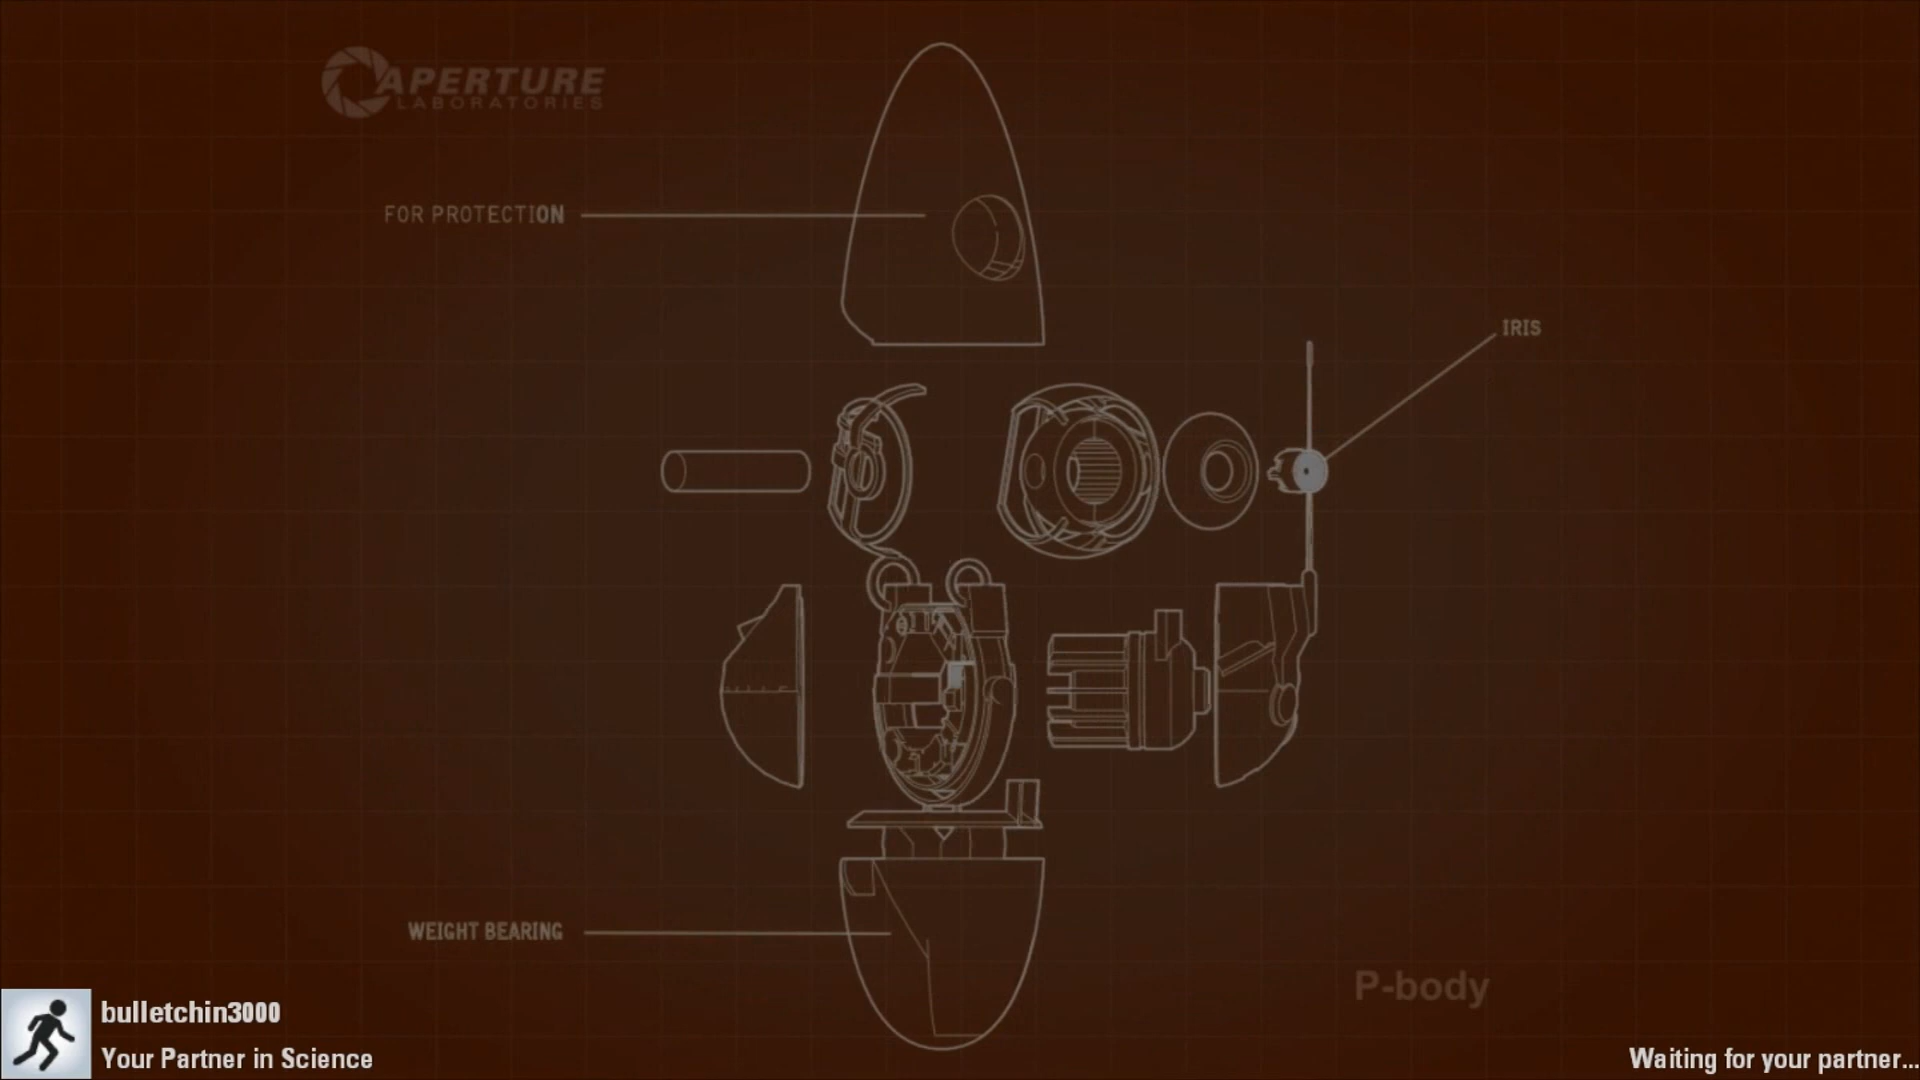 APERTURE
LABORATORIES
FOR PROTECTION
IRIS
WEIGHT BEARING
P-body
bulletchin3000
Your Partner in Science
Waiting for your partner...